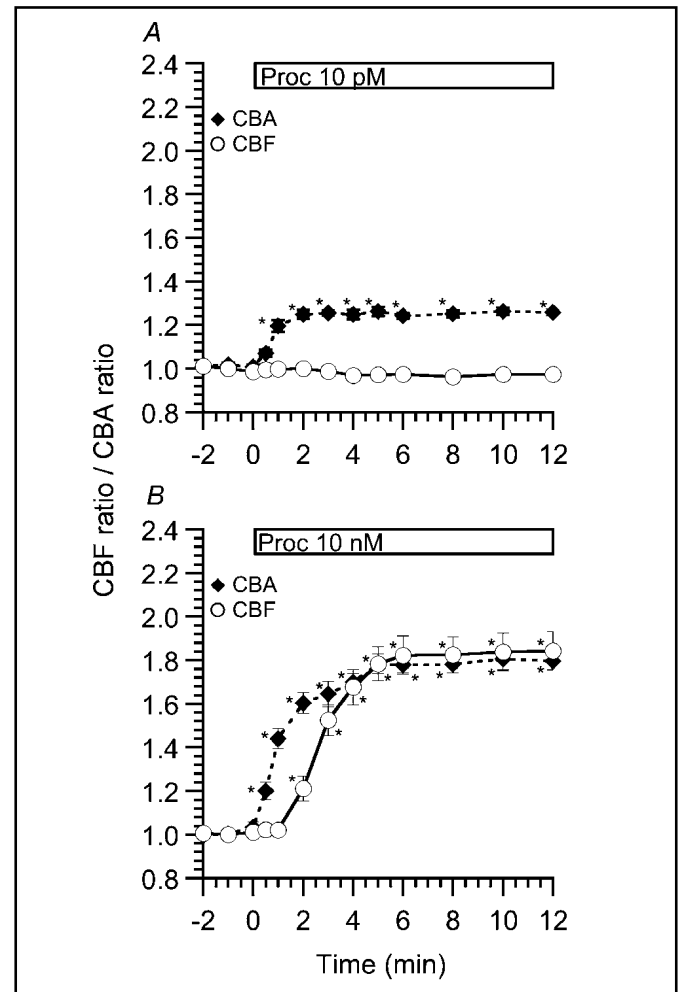 A
2.4
Proc 10 pM
2.2
CBA
2.0
CBF
1.8
1.6
1.4
* * * * * * * * *
1.2
1.0
0.8
-2 0 2 4 6 8 10 12
CBF ratio / CBA ratio
B
2.4
Proc 10 nM
2.2
CBA
2.0
CBF
1.8
1.6
1.4
1.2
1.0
0.8
* * * * * * * * * * * * * * * * * *
-2 0 2 4 6 8 10 12
Time (min)